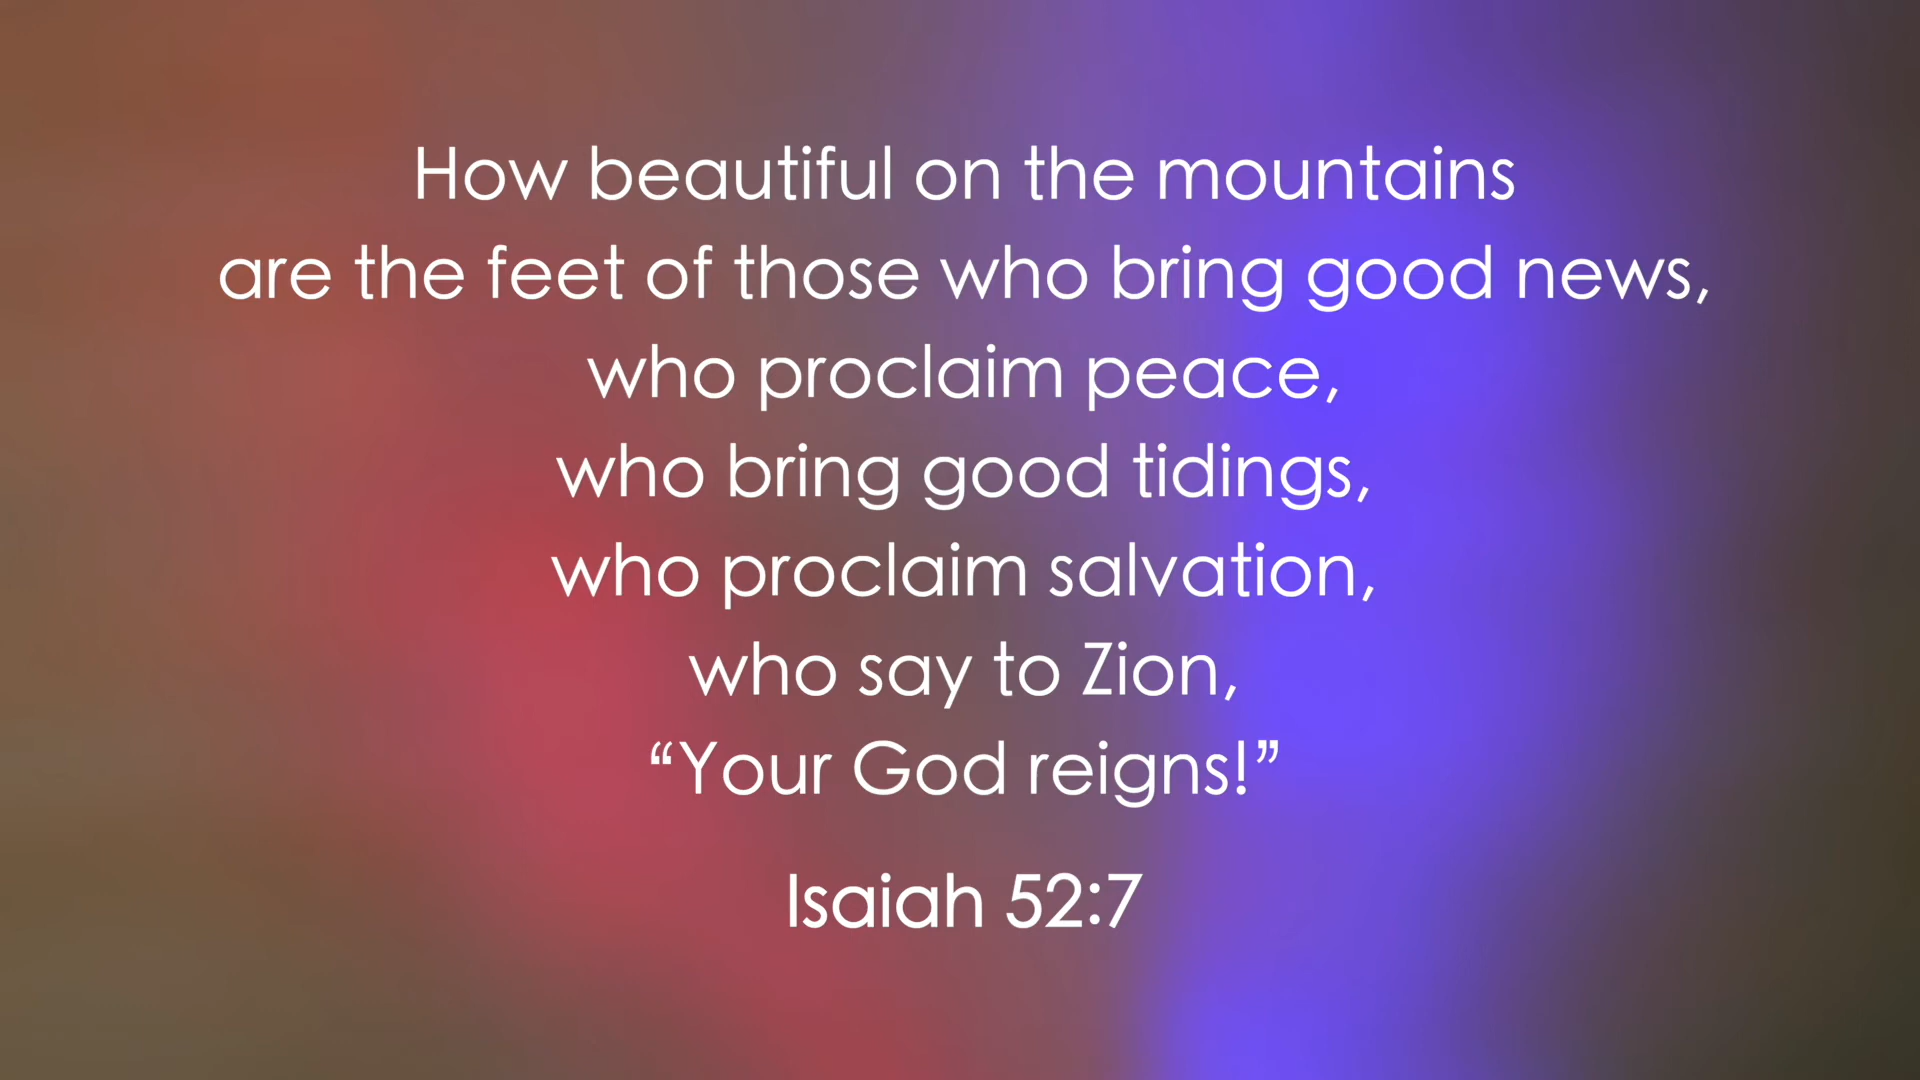 How beautiful on the mountains
are the feet of those who bring good news,
who proclaim peace,
who bring good tidings,
who proclaim salvation,
who say to Zion,
“Your God reigns!”
Isaiah 52:7